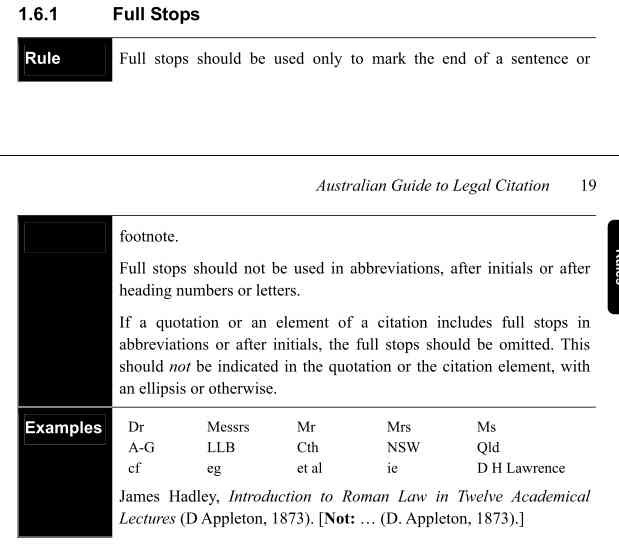 1.6.1 Full Stops
Rule Full stops should be used only to mark the end of a sentence or
Australian Guide to Legal Citation 19
footnote.
Full stops should not be used in abbreviations, after initials or after
heading numbers or letters.
If a quotation or an element of a citation includes full stops in
abbreviations or after initials, the full stops should be omitted. This
should not be indicated in the quotation or the citation element, with
an ellipsis or otherwise.
Examples Dr Messrs Mr Mrs Ms
A-G LLB Cth NSW Qld
cf eg et al ie D H Lawrence
James Hadley, Introduction to Roman Law in Twelve Academical
Lectures (D Appleton, 1873). [Not: … (D. Appleton, 1873).]